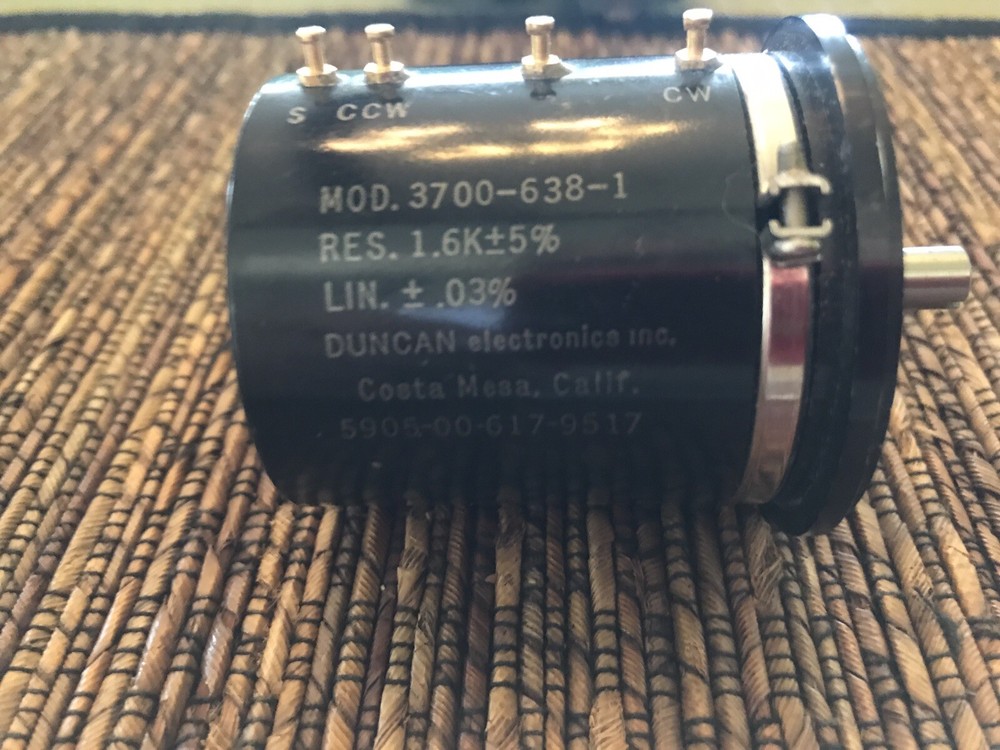 S CCW CW
MOD. 3700-638-1
RES. 1.6K±5%
LIN. ± .03%
DUNCAN electronics inc.
Costa Mesa, Calif.
5905-00-617-9517